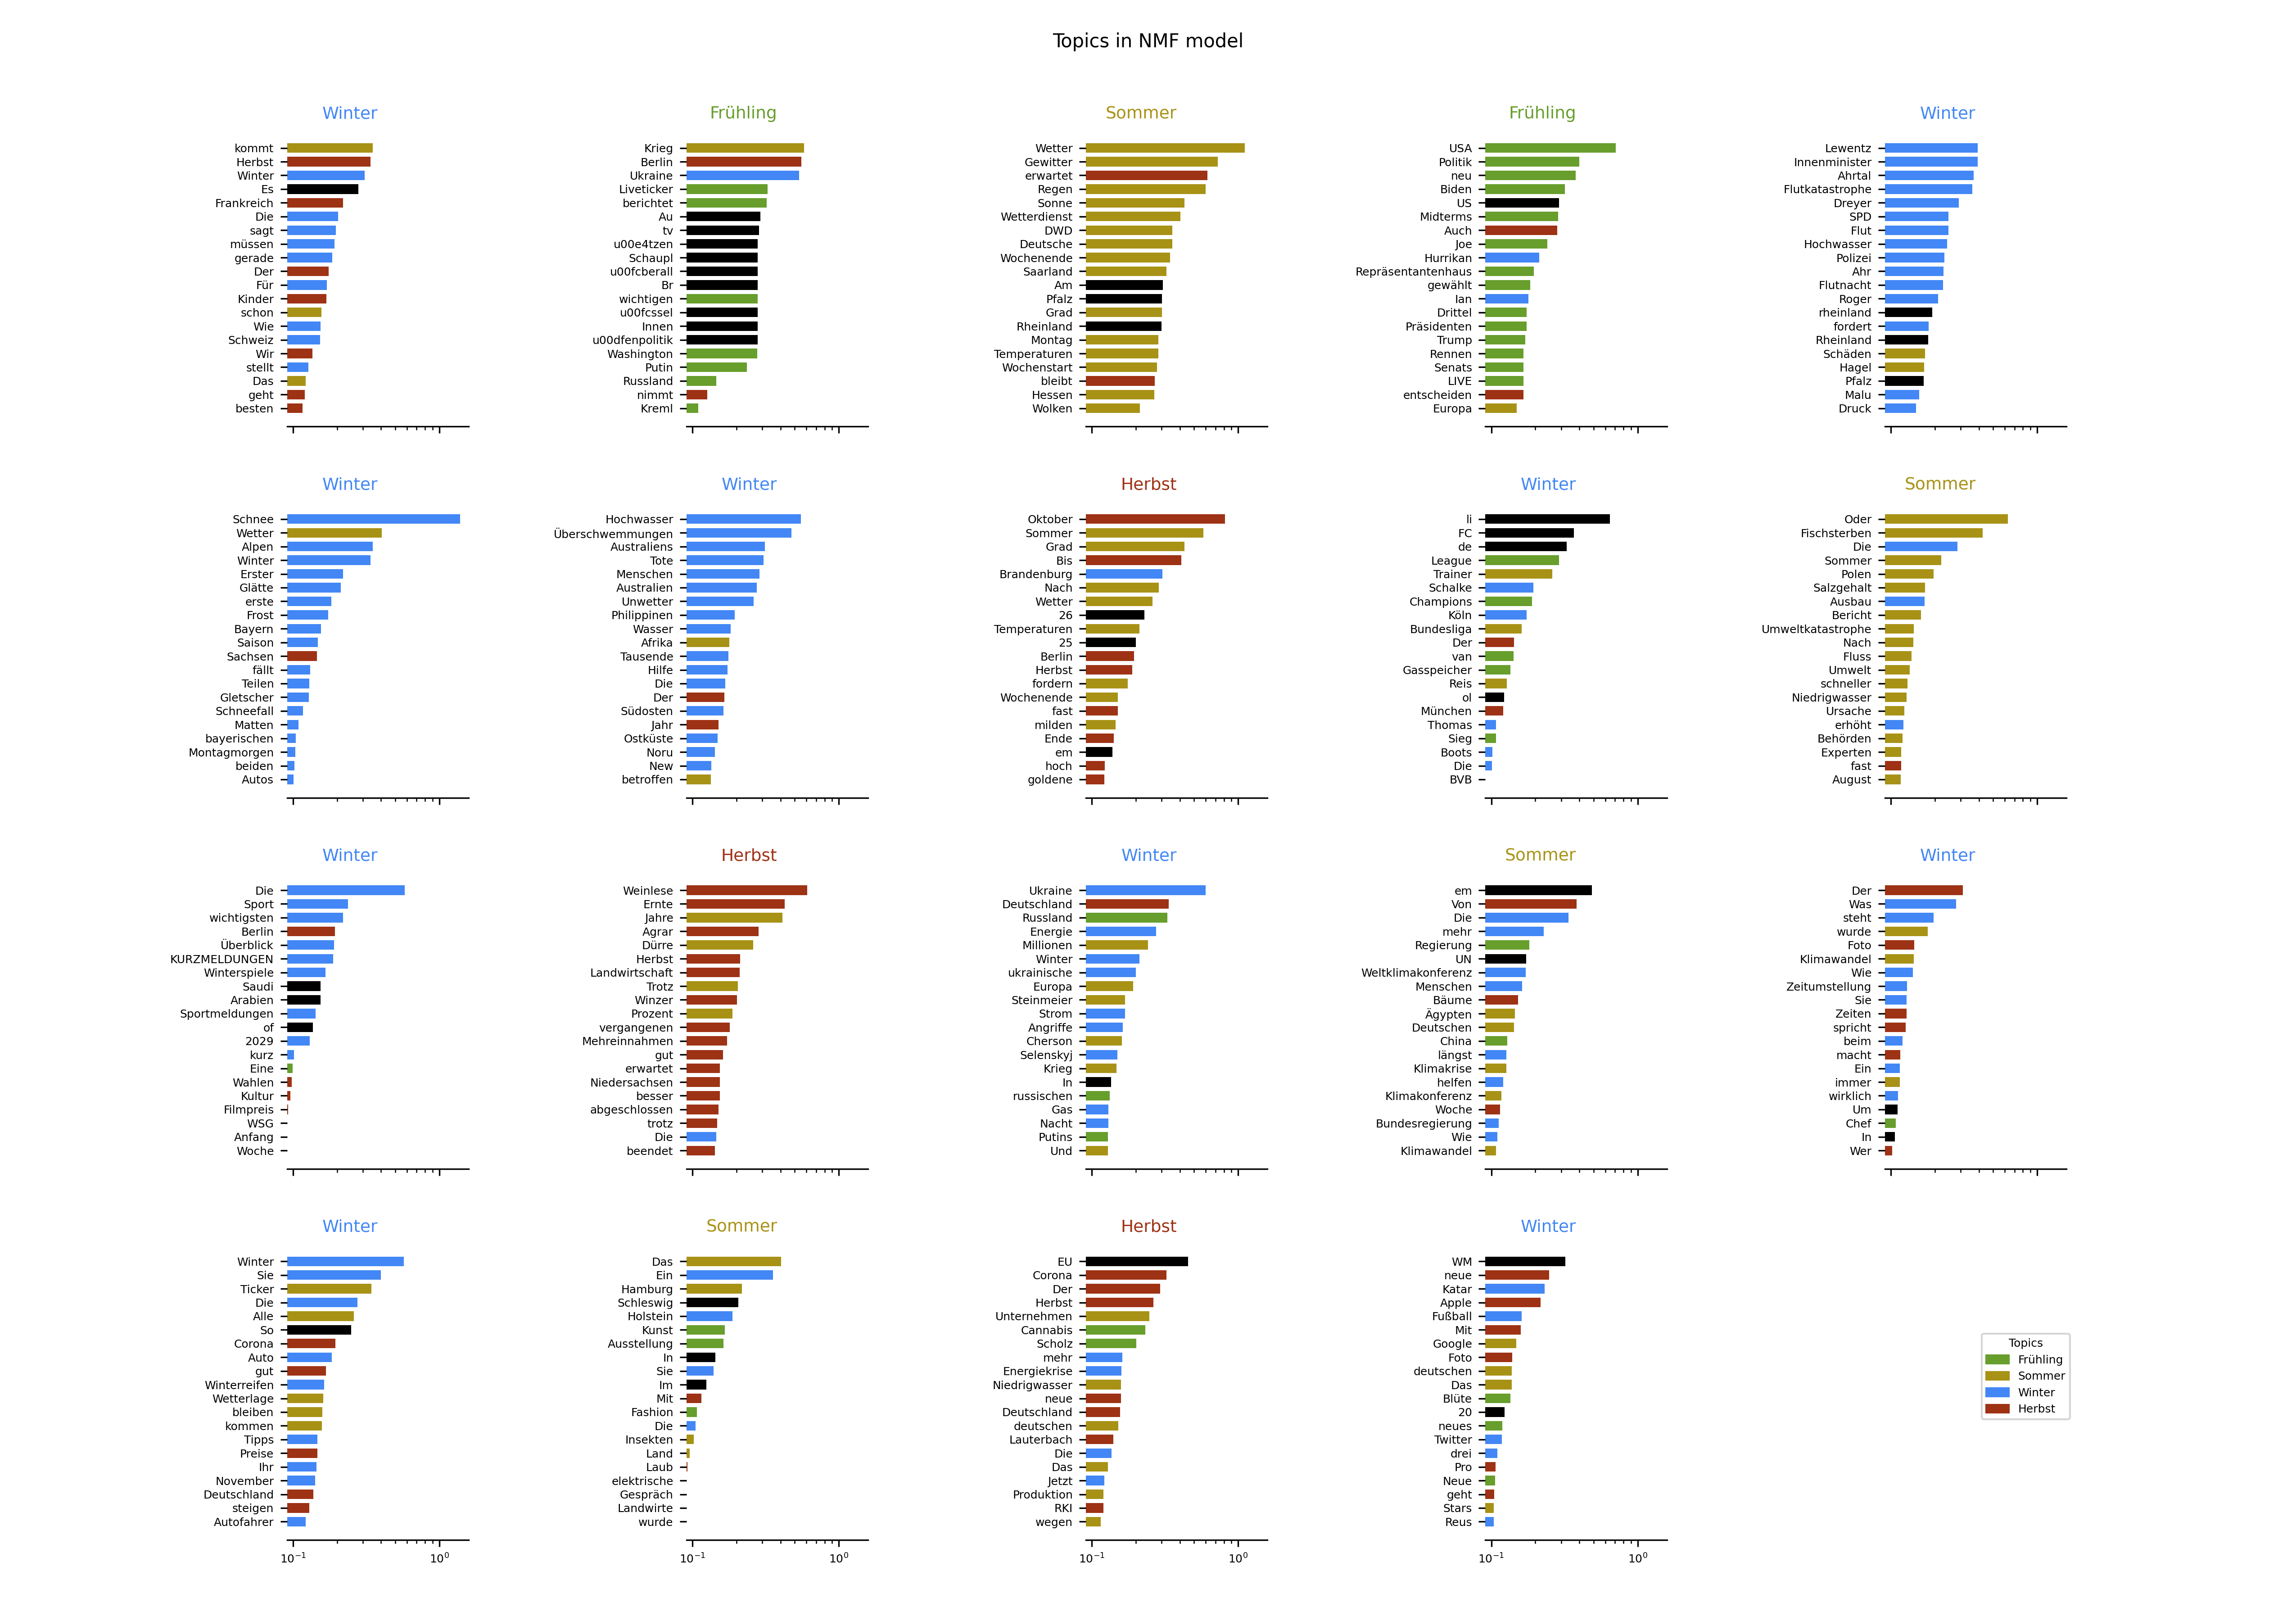 Topics in NMF model
Winter
kommt
Herbst
Winter
Es
Frankreich
Die
sagt
müssen
gerade
Der
Für
Kinder
schon
Wie
Schweiz
Wir
stellt
Das
geht
besten
Frühling
Krieg
Berlin
Ukraine
Liveticker
berichtet
Au
tv
u00e4tzen
Schaupl
u00fcberall
Br
wichtigen
u00fcssel
Innen
u00dfenpolitik
Washington
Putin
Russland
nimmt
Kreml
Sommer
Wetter
Gewitter
erwartet
Regen
Sonne
Wetterdienst
DWD
Deutsche
Wochenende
Saarland
Am
Pfalz
Grad
Rheinland
Montag
Temperaturen
Wochenstart
bleibt
Hessen
Wolken
Frühling
USA
Politik
neu
Biden
US
Midterms
Auch
Joe
Hurrikan
Repräsentantenhaus
gewählt
Ian
Drittel
Präsidenten
Trump
Rennen
Senats
LIVE
entscheiden
Europa
Winter
Lewentz
Innenminister
Ahrtal
Flutkatastrophe
Dreyer
SPD
Flut
Hochwasser
Polizei
Ahr
Flutnacht
Roger
rheinland
fordert
Rheinland
Schäden
Hagel
Pfalz
Malu
Druck
Winter
Schnee
Wetter
Alpen
Winter
Erster
Glätte
erste
Frost
Bayern
Saison
Sachsen
fällt
Teilen
Gletscher
Schneefall
Matten
bayerischen
Montagmorgen
beiden
Autos
Winter
Hochwasser
Überschwemmungen
Australiens
Tote
Menschen
Australien
Unwetter
Philippinen
Wasser
Afrika
Tausende
Hilfe
Die
Der
Südosten
Jahr
Ostküste
Noru
New
betroffen
Herbst
Oktober
Sommer
Grad
Bis
Brandenburg
Nach
Wetter
26
Temperaturen
25
Berlin
Herbst
fordern
Wochenende
fast
milden
Ende
em
hoch
goldene
Winter
li
FC
de
League
Trainer
Schalke
Champions
Köln
Bundesliga
Der
van
Gasspeicher
Reis
ol
München
Thomas
Sieg
Boots
Die
BVB
Sommer
Oder
Fischsterben
Die
Sommer
Polen
Salzgehalt
Ausbau
Bericht
Umweltkatastrophe
Nach
Fluss
Umwelt
schneller
Niedrigwasser
Ursache
erhöht
Behörden
Experten
fast
August
Winter
Die
Sport
wichtigsten
Berlin
Überblick
KURZMELDUNGEN
Winterspiele
Saudi
Arabien
Sportmeldungen
of
2029
kurz
Eine
Wahlen
Kultur
Filmpreis
WSG
Anfang
Woche
Herbst
Weinlese
Ernte
Jahre
Agrar
Dürre
Herbst
Landwirtschaft
Trotz
Winzer
Prozent
vergangenen
Mehreinnahmen
gut
erwartet
Niedersachsen
besser
abgeschlossen
trotz
Die
beendet
Winter
Ukraine
Deutschland
Russland
Energie
Millionen
Winter
ukrainische
Europa
Steinmeier
Strom
Angriffe
Cherson
Selenskyj
Krieg
In
russischen
Gas
Nacht
Putins
Und
Sommer
em
Von
Die
mehr
Regierung
UN
Weltklimakonferenz
Menschen
Bäume
Ägypten
Deutschen
China
längst
Klimakrise
helfen
Klimakonferenz
Woche
Bundesregierung
Wie
Klimawandel
Winter
Der
Was
steht
wurde
Foto
Klimawandel
Wie
Zeitumstellung
Sie
Zeiten
spricht
beim
macht
Ein
immer
wirklich
Um
Chef
In
Wer
Winter
Winter
Sie
Ticker
Die
Alle
So
Corona
Auto
gut
Winterreifen
Wetterlage
bleiben
kommen
Tipps
Preise
Ihr
November
Deutschland
steigen
Autofahrer
10⁻¹ 10⁰
Sommer
Das
Ein
Hamburg
Schleswig
Holstein
Kunst
Ausstellung
In
Sie
Im
Mit
Fashion
Die
Insekten
Land
Laub
elektrische
Gespräch
Landwirte
wurde
10⁻¹ 10⁰
Herbst
EU
Corona
Der
Herbst
Unternehmen
Cannabis
Scholz
mehr
Energiekrise
Niedrigwasser
neue
Deutschland
deutschen
Lauterbach
Die
Das
Jetzt
Produktion
RKI
wegen
10⁻¹ 10⁰
Winter
WM
neue
Katar
Apple
Fußball
Mit
Google
Foto
deutschen
Das
Blüte
20
neues
Twitter
drei
Pro
Neue
geht
Stars
Reus
10⁻¹ 10⁰
Topics
Frühling
Sommer
Winter
Herbst